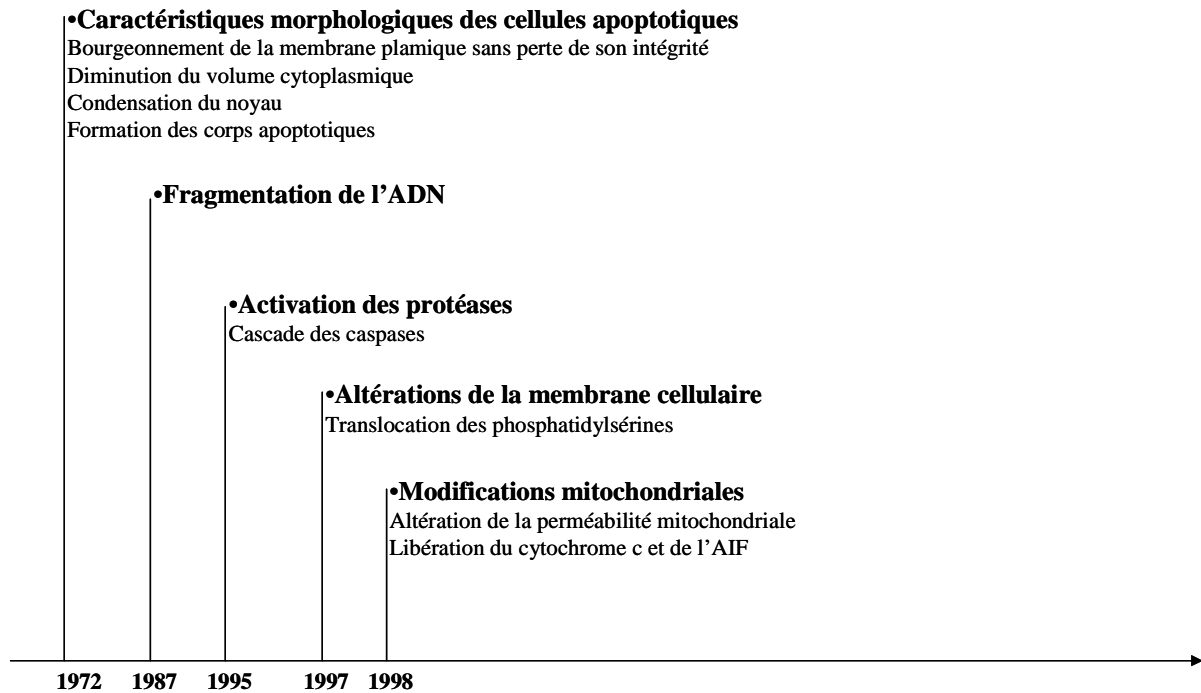 •Caractéristiques morphologiques des cellules apoptotiques
Bourgeonnement de la membrane plamique sans perte de son intégrité
Diminution du volume cytoplasmique
Condensation du noyau
Formation des corps apoptotiques
•Fragmentation de l’ADN
•Activation des protéases
Cascade des caspases
•Altérations de la membrane cellulaire
Translocation des phosphatidylsérines
•Modifications mitochondriales
Altération de la perméabilité mitochondriale
Libération du cytochrome c et de l’AIF
1972 1987 1995 1997 1998